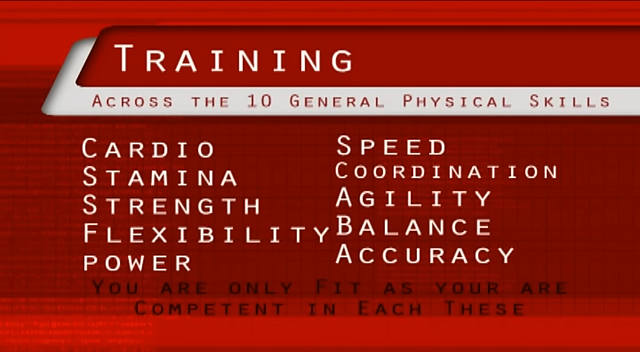 Training
Across the 10 General Physical Skills
Cardio
Stamina
Strength
Flexibility
power
Speed
Coordination
Agility
Balance
Accuracy
You are only Fit as your are
Competent in Each These